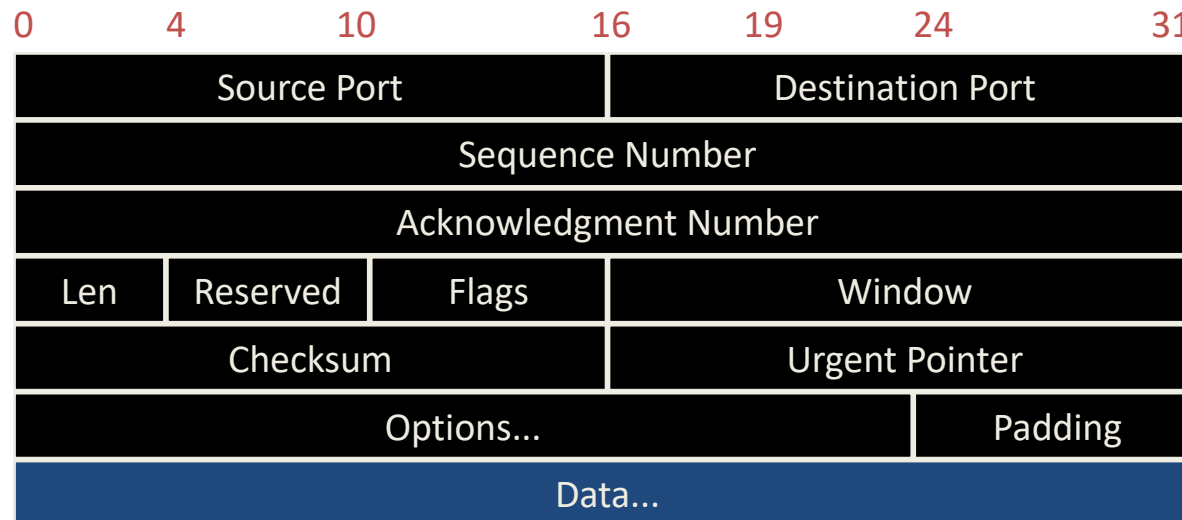 0 4 10 16 19 24 31
Source Port Destination Port
Sequence Number
Acknowledgment Number
Len Reserved Flags Window
Checksum Urgent Pointer
Options... Padding
Data...